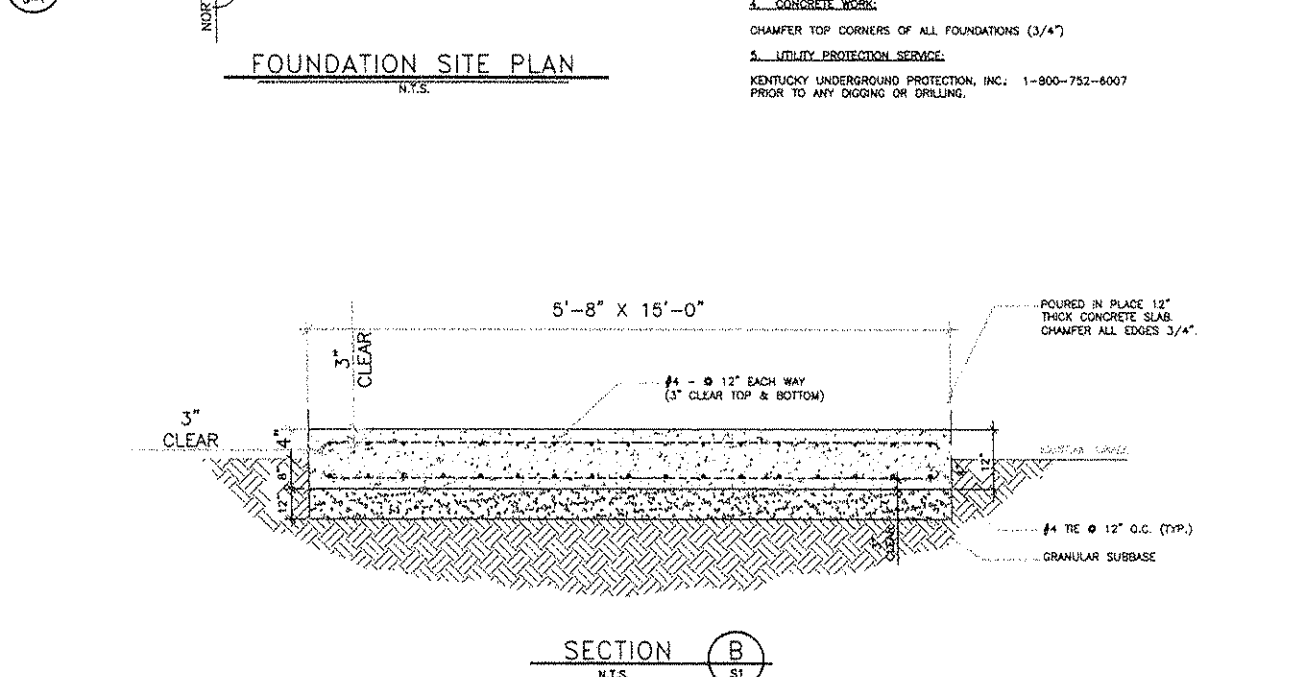 NOR
FOUNDATION SITE PLAN
N.T.S.
4. CONCRETE WORK:
CHAMFER TOP CORNERS OF ALL FOUNDATIONS (3/4")
5. UTILITY PROTECTION SERVICE:
KENTUCKY UNDERGROUND PROTECTION, INC: 1-800-752-6007
PRIOR TO ANY DIGGING OR DRILLING.
5'-8" X 15'-0"
POURED IN PLACE 12"
THICK CONCRETE SLAB.
CHAMFER ALL EDGES 3/4".
3"
CLEAR
#4 - @ 12" EACH WAY
(3" CLEAR TOP & BOTTOM)
3"
CLEAR
4"
8"
12"
12"
3"
CLEAR
#4 TIE @ 12" O.C. (TYP.)
GRANULAR SUBBASE
SECTION B
N.T.S. S1